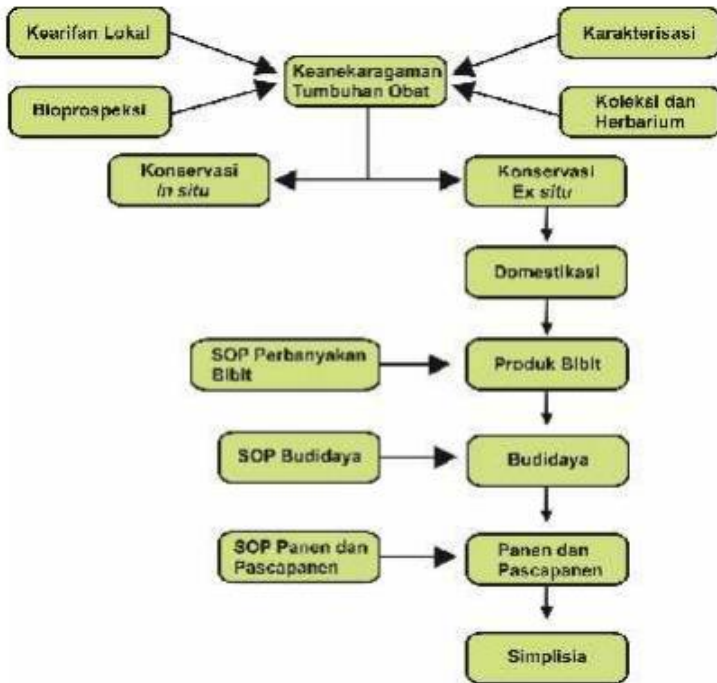 Kearifan Lokal
Karakterisasi
Keanekaragaman
Tumbuhan Obat
Bioprospeksi
Koleksi dan
Herbarium
Konservasi
In situ
Konservasi
Ex situ
Domestikasi
SOP Perbanyakan
Bibit
Produk Bibit
SOP Budidaya
Budidaya
SOP Panen dan
Pascapanen
Panen dan
Pascapanen
Simplisia